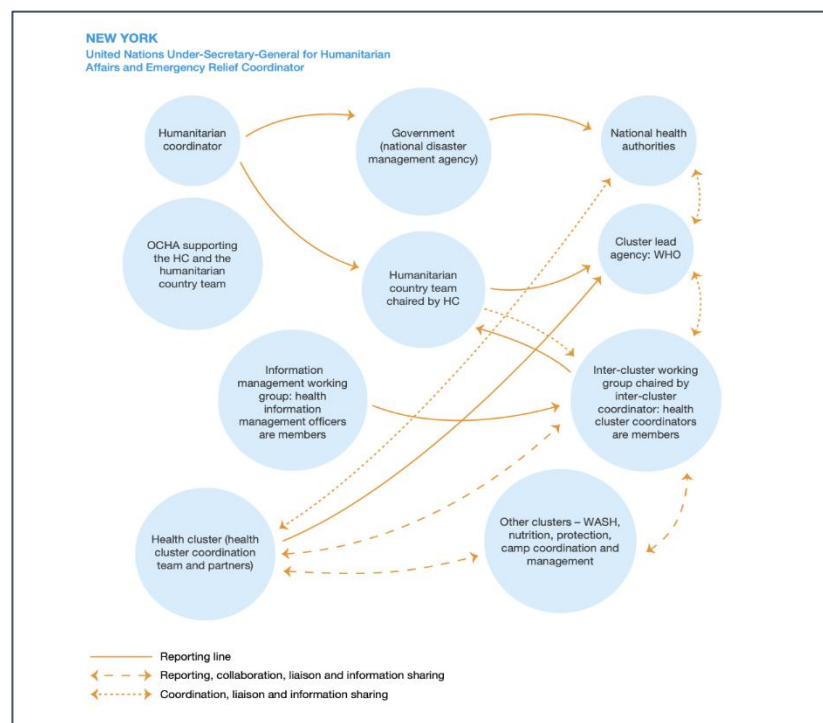 NEW YORK
United Nations Under-Secretary-General for Humanitarian
Affairs and Emergency Relief Coordinator
Humanitarian
coordinator
Government
(national disaster
management agency)
National health
authorities
OCHA supporting
the HC and the
humanitarian
country team
Humanitarian
country team
chaired by HC
Cluster lead
agency: WHO
Information
management working
group: health
information
management officers
are members
Inter-cluster working
group chaired by
inter-cluster
coordinator: health
cluster coordinators
are members
Health cluster (health
cluster coordination
team and partners)
Other clusters – WASH,
nutrition, protection,
camp coordination and
management
Reporting line
Reporting, collaboration, liaison and information sharing
Coordination, liaison and information sharing